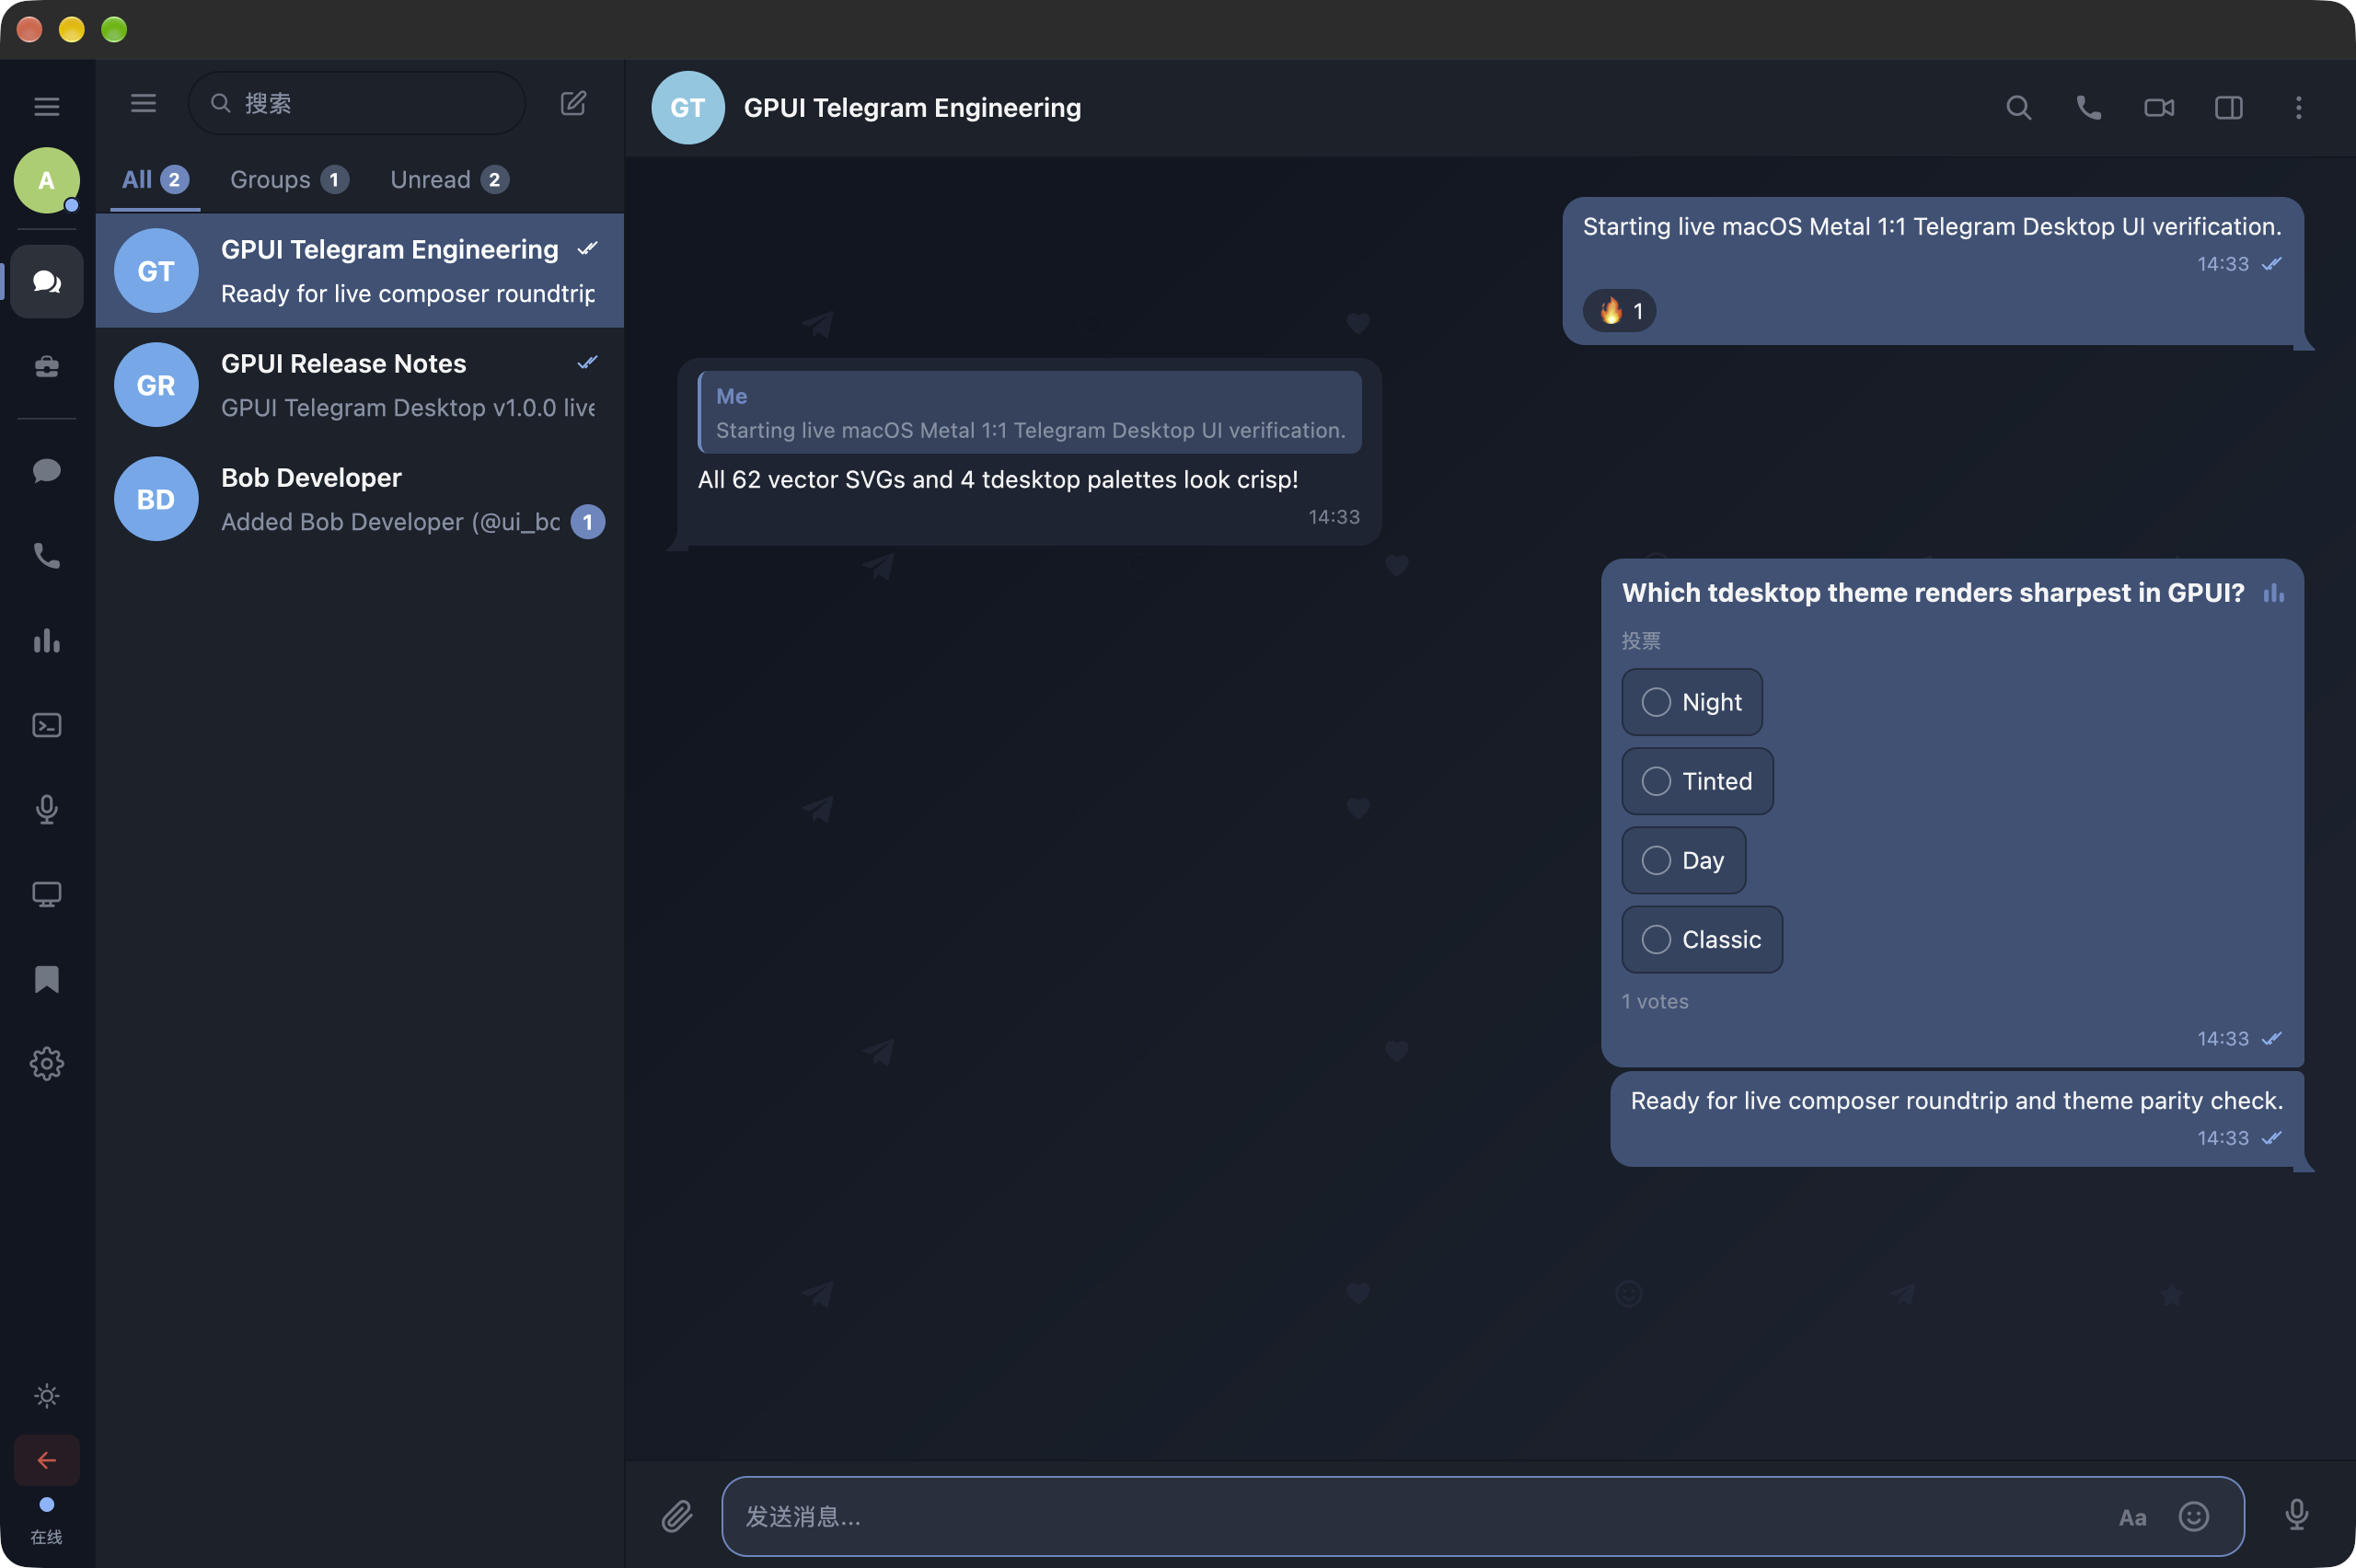 搜索
A
All 2
Groups 1
Unread 2
GT
GPUI Telegram Engineering
Ready for live composer roundtrip
GR
GPUI Release Notes
GPUI Telegram Desktop v1.0.0 live
BD
Bob Developer
Added Bob Developer (@ui_bo
1
在线
GT
GPUI Telegram Engineering
Starting live macOS Metal 1:1 Telegram Desktop UI verification.
14:33
🔥 1
Me
Starting live macOS Metal 1:1 Telegram Desktop UI verification.
All 62 vector SVGs and 4 tdesktop palettes look crisp!
14:33
Which tdesktop theme renders sharpest in GPUI?
投票
Night
Tinted
Day
Classic
1 votes
14:33
Ready for live composer roundtrip and theme parity check.
14:33
发送消息...
Aa